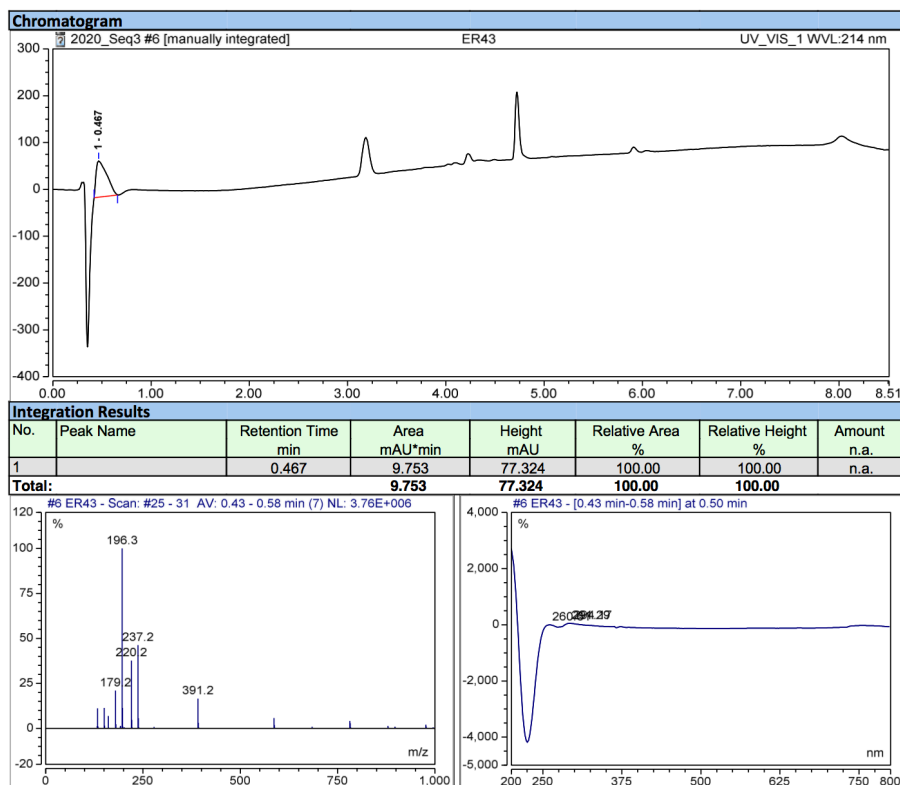 Chromatogram
2020_Seq3 #6 [manually integrated] ER43 UV_VIS_1 WVL:214 nm
300
200
100
0
-100
-200
-300
-400
1 - 0.467
0.00 1.00 2.00 3.00 4.00 5.00 6.00 7.00 8.00 8.51
Integration Results
No. Peak Name Retention Time Area Height Relative Area Relative Height Amount
min mAU*min mAU % % n.a.
1 0.467 9.753 77.324 100.00 100.00 n.a.
Total: 9.753 77.324 100.00 100.00
#6 ER43 - Scan: #25 - 31 AV: 0.43 - 0.58 min (7) NL: 3.76E+006
120
100
75
50
25
0
-20
%
196.3
237.2
220.2
179.2
391.2
m/z
0 250 500 750 1.000
#6 ER43 - [0.43 min-0.58 min] at 0.50 min
4,000
2,000
0
-2,000
-4,000
-5,000
%
nm
200 250 375 500 625 750 800